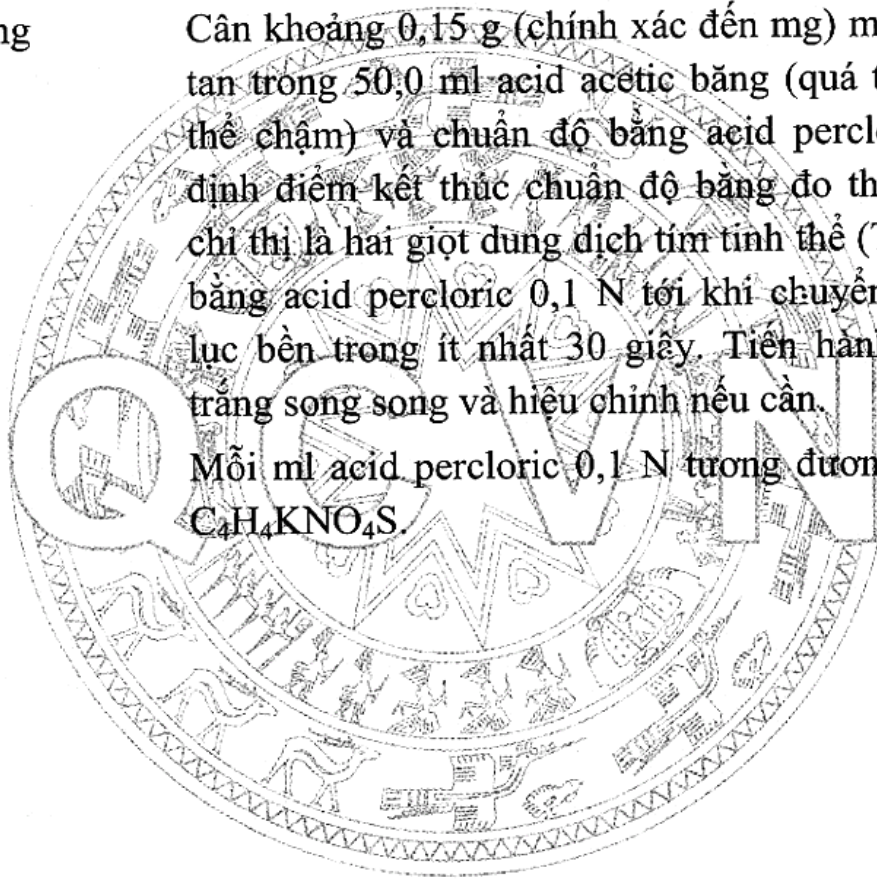 ng
Cân khoảng 0,15 g (chính xác đến mg) m
tan trong 50,0 ml acid acetic băng (quá t
thể chậm) và chuẩn độ bằng acid perclo
định điểm kết thúc chuẩn độ bằng đo th
chỉ thị là hai giọt dung dịch tím tinh thể (T
bằng acid percloric 0,1 N tới khi chuyển
lục bền trong ít nhất 30 giây. Tiến hành
trắng song song và hiệu chỉnh nếu cần.
Mỗi ml acid percloric 0,1 N tương đươn
C₄H₄KNO₄S.
QCVN